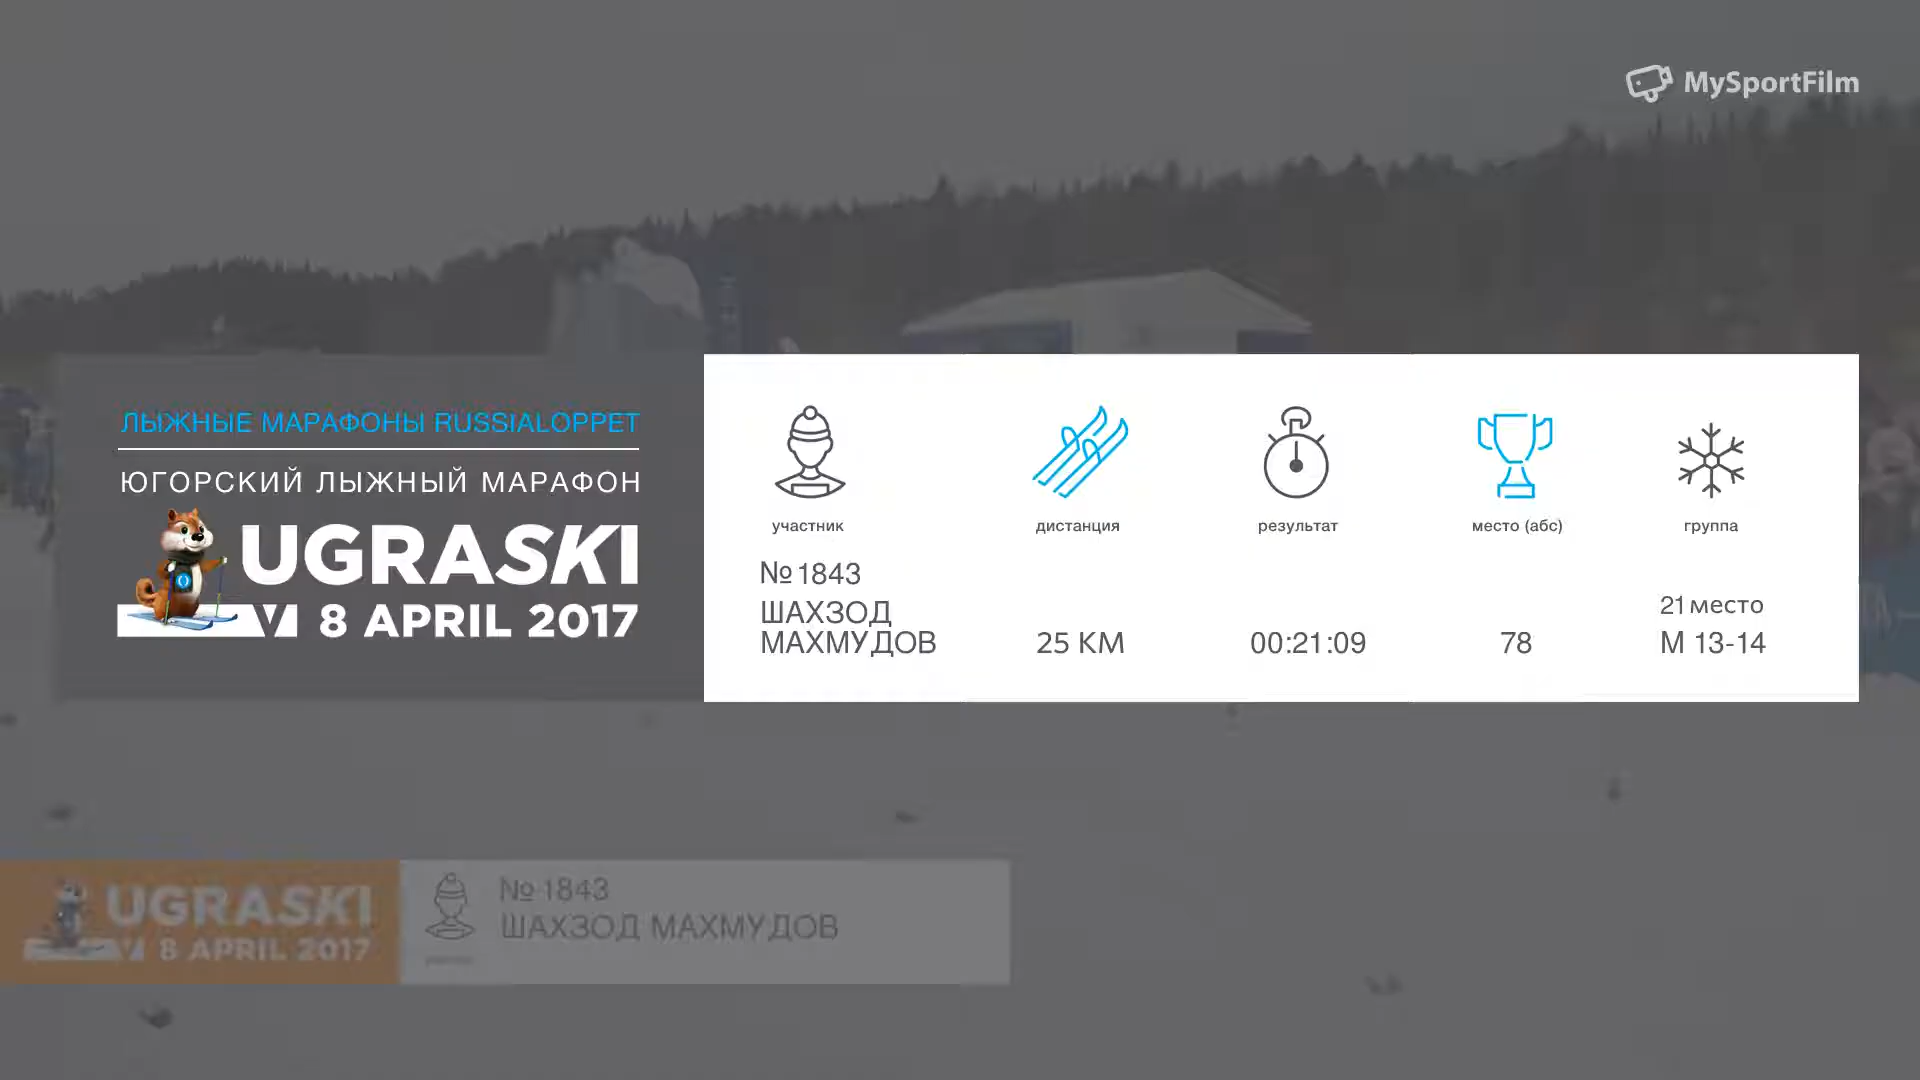 MySportFilm
ЛЫЖНЫЕ МАРАФОНЫ RUSSIALOPPET
ЮГОРСКИЙ ЛЫЖНЫЙ МАРАФОН
UGRASKI
V 8 APRIL 2017
участник
дистанция
результат
место (абс)
группа
№1843
ШАХЗОД
МАХМУДОВ
25 КМ
00:21:09
78
21 место
М 13-14
UGRASKI
V 8 APRIL 2017
№1843
ШАХЗОД МАХМУДОВ